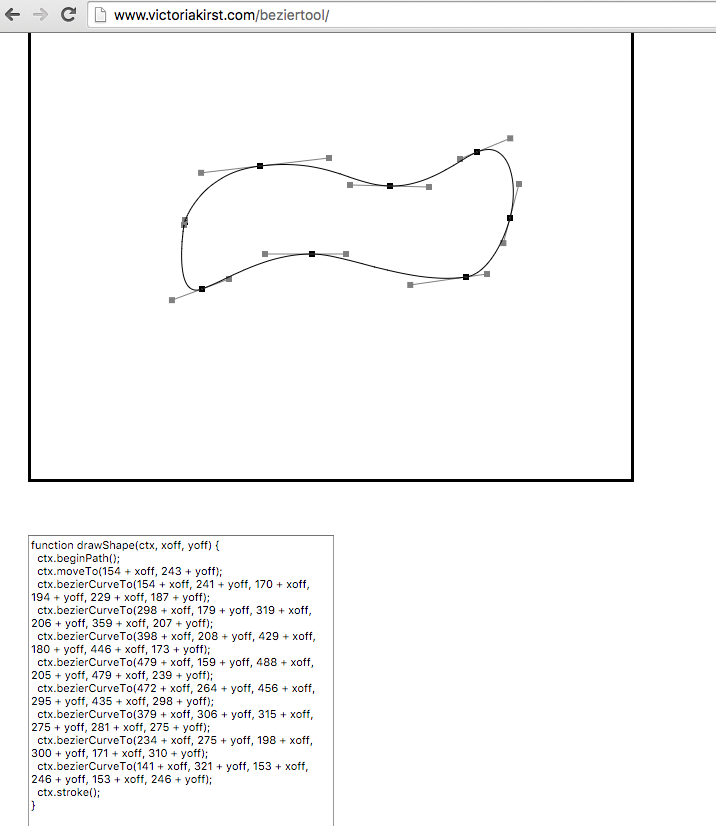 www.victoriakirst.com/beziertool/
function drawShape(ctx, xoff, yoff) {
ctx.beginPath();
ctx.moveTo(154 + xoff, 243 + yoff);
ctx.bezierCurveTo(154 + xoff, 241 + yoff, 170 + xoff,
194 + yoff, 229 + xoff, 187 + yoff);
ctx.bezierCurveTo(298 + xoff, 179 + yoff, 319 + xoff,
206 + yoff, 359 + xoff, 207 + yoff);
ctx.bezierCurveTo(398 + xoff, 208 + yoff, 429 + xoff,
180 + yoff, 446 + xoff, 173 + yoff);
ctx.bezierCurveTo(479 + xoff, 159 + yoff, 488 + xoff,
205 + yoff, 479 + xoff, 239 + yoff);
ctx.bezierCurveTo(472 + xoff, 264 + yoff, 456 + xoff,
295 + yoff, 435 + xoff, 298 + yoff);
ctx.bezierCurveTo(379 + xoff, 306 + yoff, 315 + xoff,
275 + yoff, 281 + xoff, 275 + yoff);
ctx.bezierCurveTo(234 + xoff, 275 + yoff, 198 + xoff,
300 + yoff, 171 + xoff, 310 + yoff);
ctx.bezierCurveTo(141 + xoff, 321 + yoff, 153 + xoff,
246 + yoff, 153 + xoff, 246 + yoff);
ctx.stroke();
}